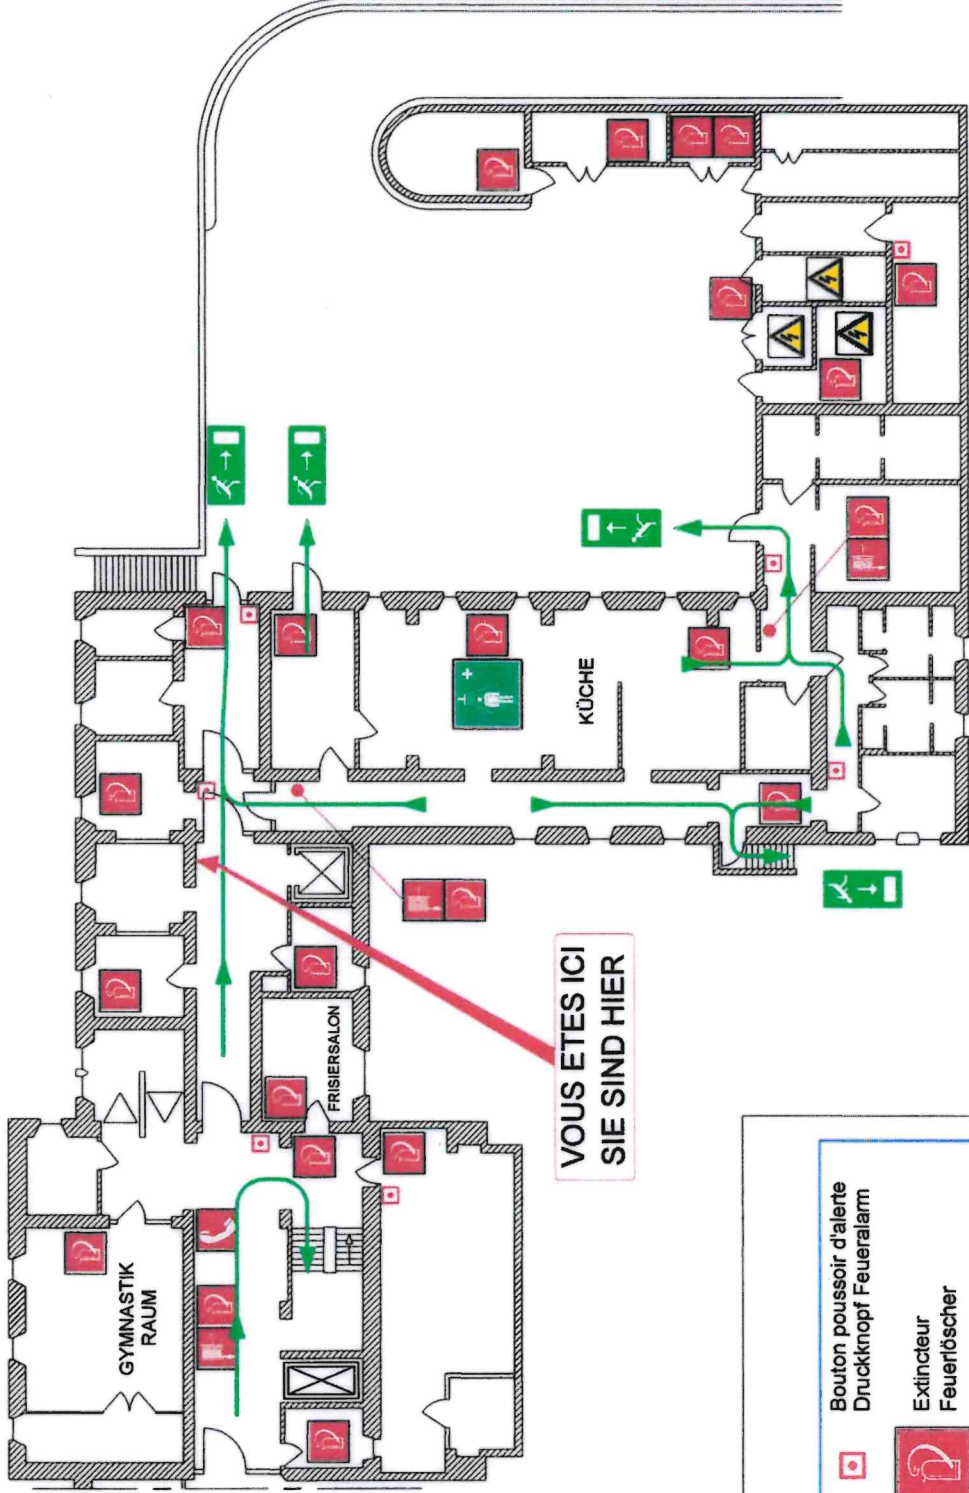 GYMNASTIK
RAUM
FRISIERSALON
KÜCHE
VOUS ETES ICI
SIE SIND HIER
Bouton poussoir d'alerte
Druckknopf Feueralarm
Extincteur
Feuerlöscher